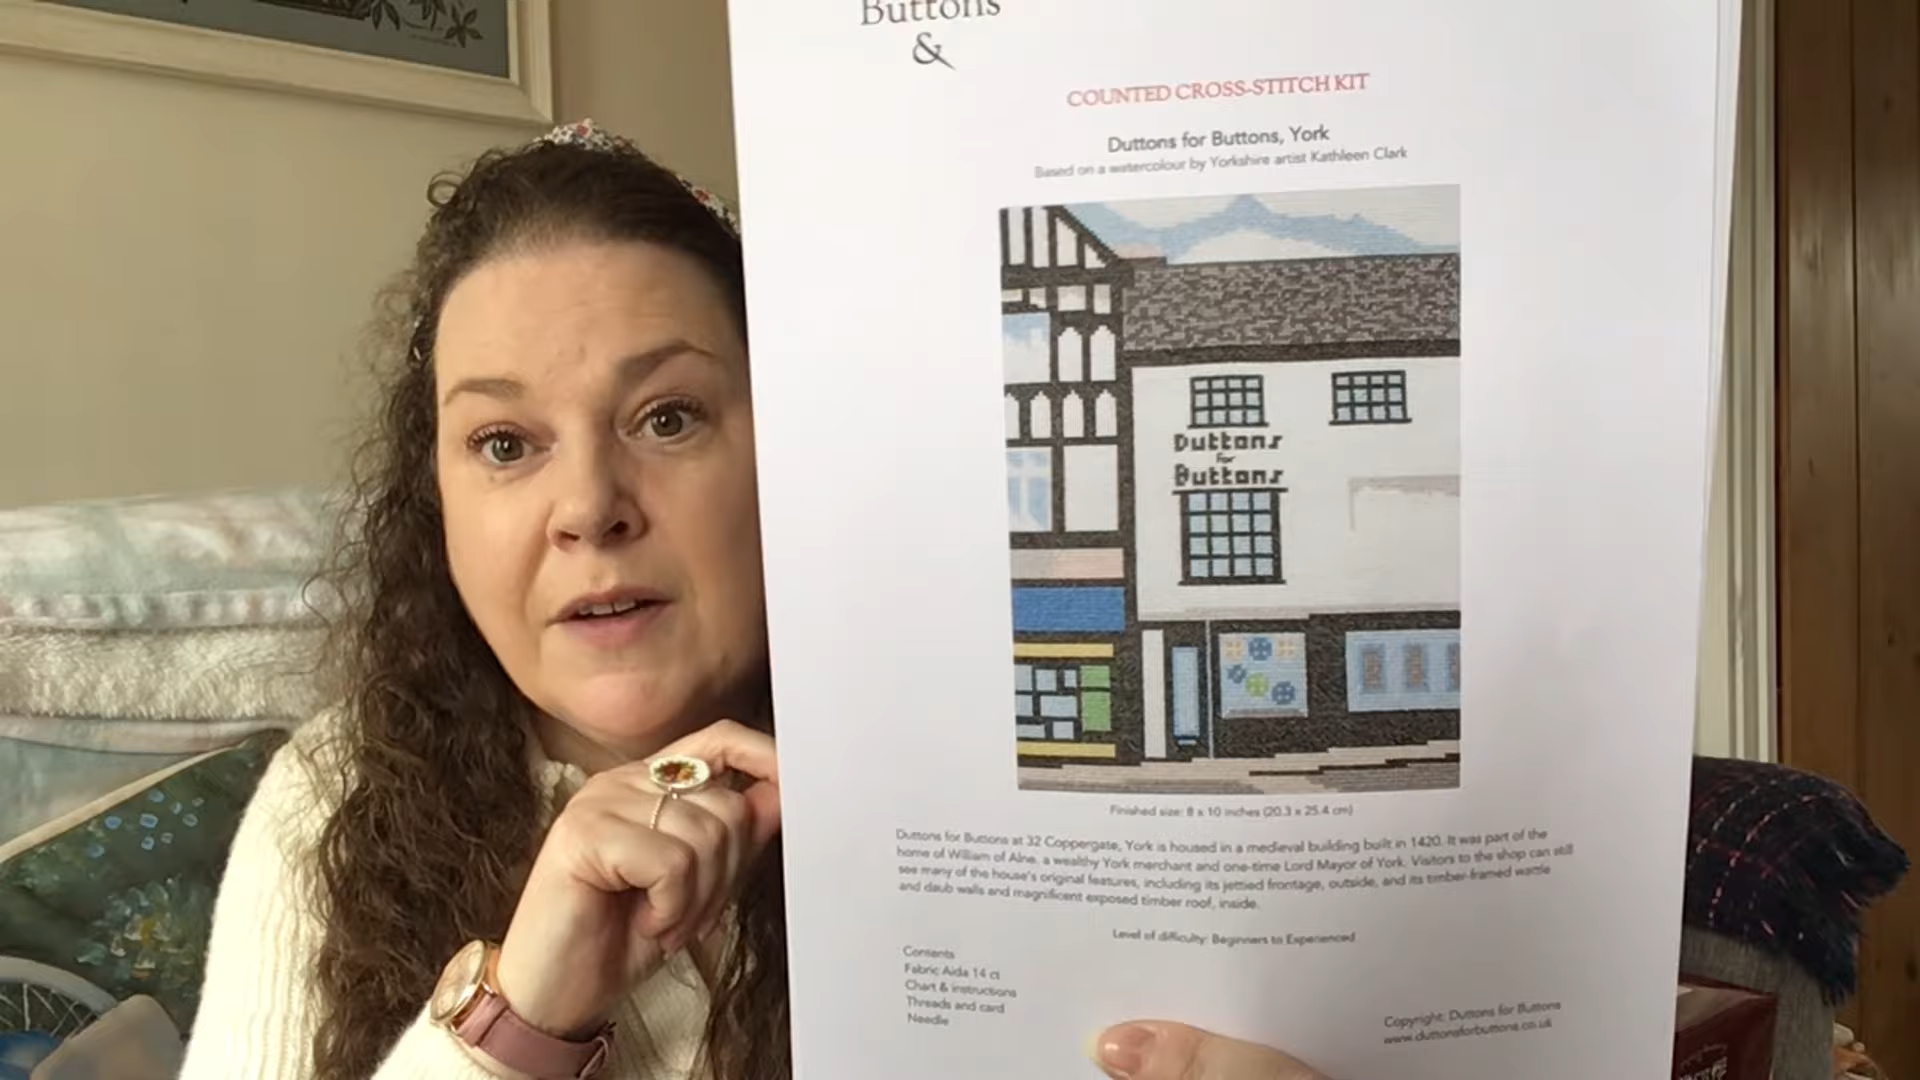 Buttons
&
COUNTED CROSS-STITCH KIT
Duttons for Buttons, York
Based on a watercolour by Yorkshire artist Kathleen Clark
Duttons
For
Buttons
Finished size: 8 x 10 inches (20.3 x 25.4 cm)
Duttons for Buttons at 32 Coppergate, York is housed in a medieval building built in 1420. It was part of the
home of William of Alne, a wealthy York merchant and one-time Lord Mayor of York. Visitors to the shop can still
see many of the house's original features, including its jettied frontage, outside, and its timber-framed wattle
and daub walls and magnificent exposed timber roof, inside.
Level of difficulty: Beginners to Experienced
Contents
Fabric Aida 14 ct
Chart & instructions
Threads and card
Needle
Copyright: Duttons for Buttons
www.duttonsforbuttons.co.uk